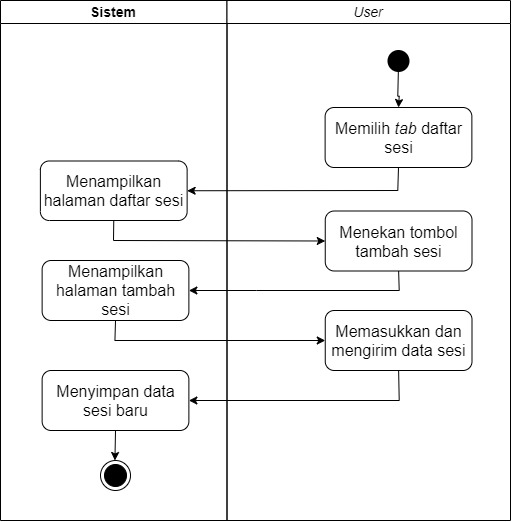 Sistem
User
Memilih tab daftar
sesi
Menampilkan
halaman daftar sesi
Menekan tombol
tambah sesi
Menampilkan
halaman tambah
sesi
Memasukkan dan
mengirim data sesi
Menyimpan data
sesi baru